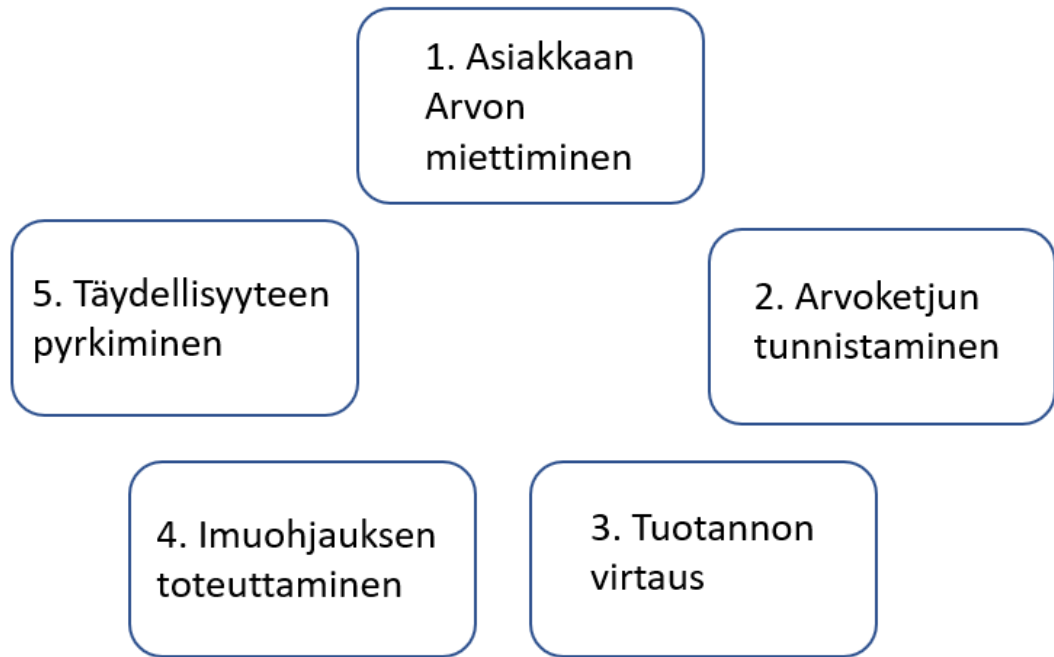 1. Asiakkaan
Arvon
miettiminen
2. Arvoketjun
tunnistaminen
3. Tuotannon
virtaus
4. Imuohjauksen
toteuttaminen
5. Täydellisyyteen
pyrkiminen